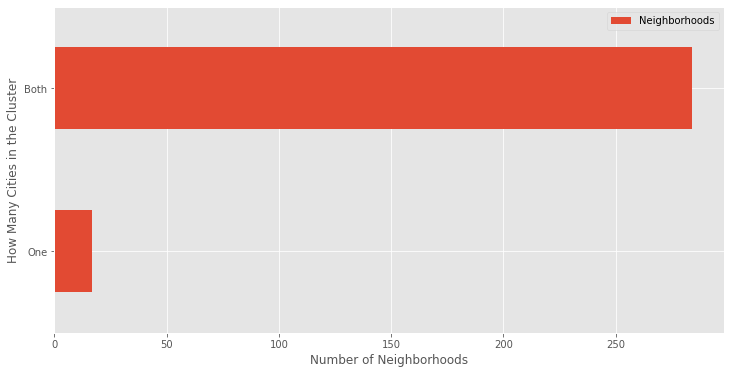 Neighborhoods
How Many Cities in the Cluster
Both
One
0 50 100 150 200 250
Number of Neighborhoods